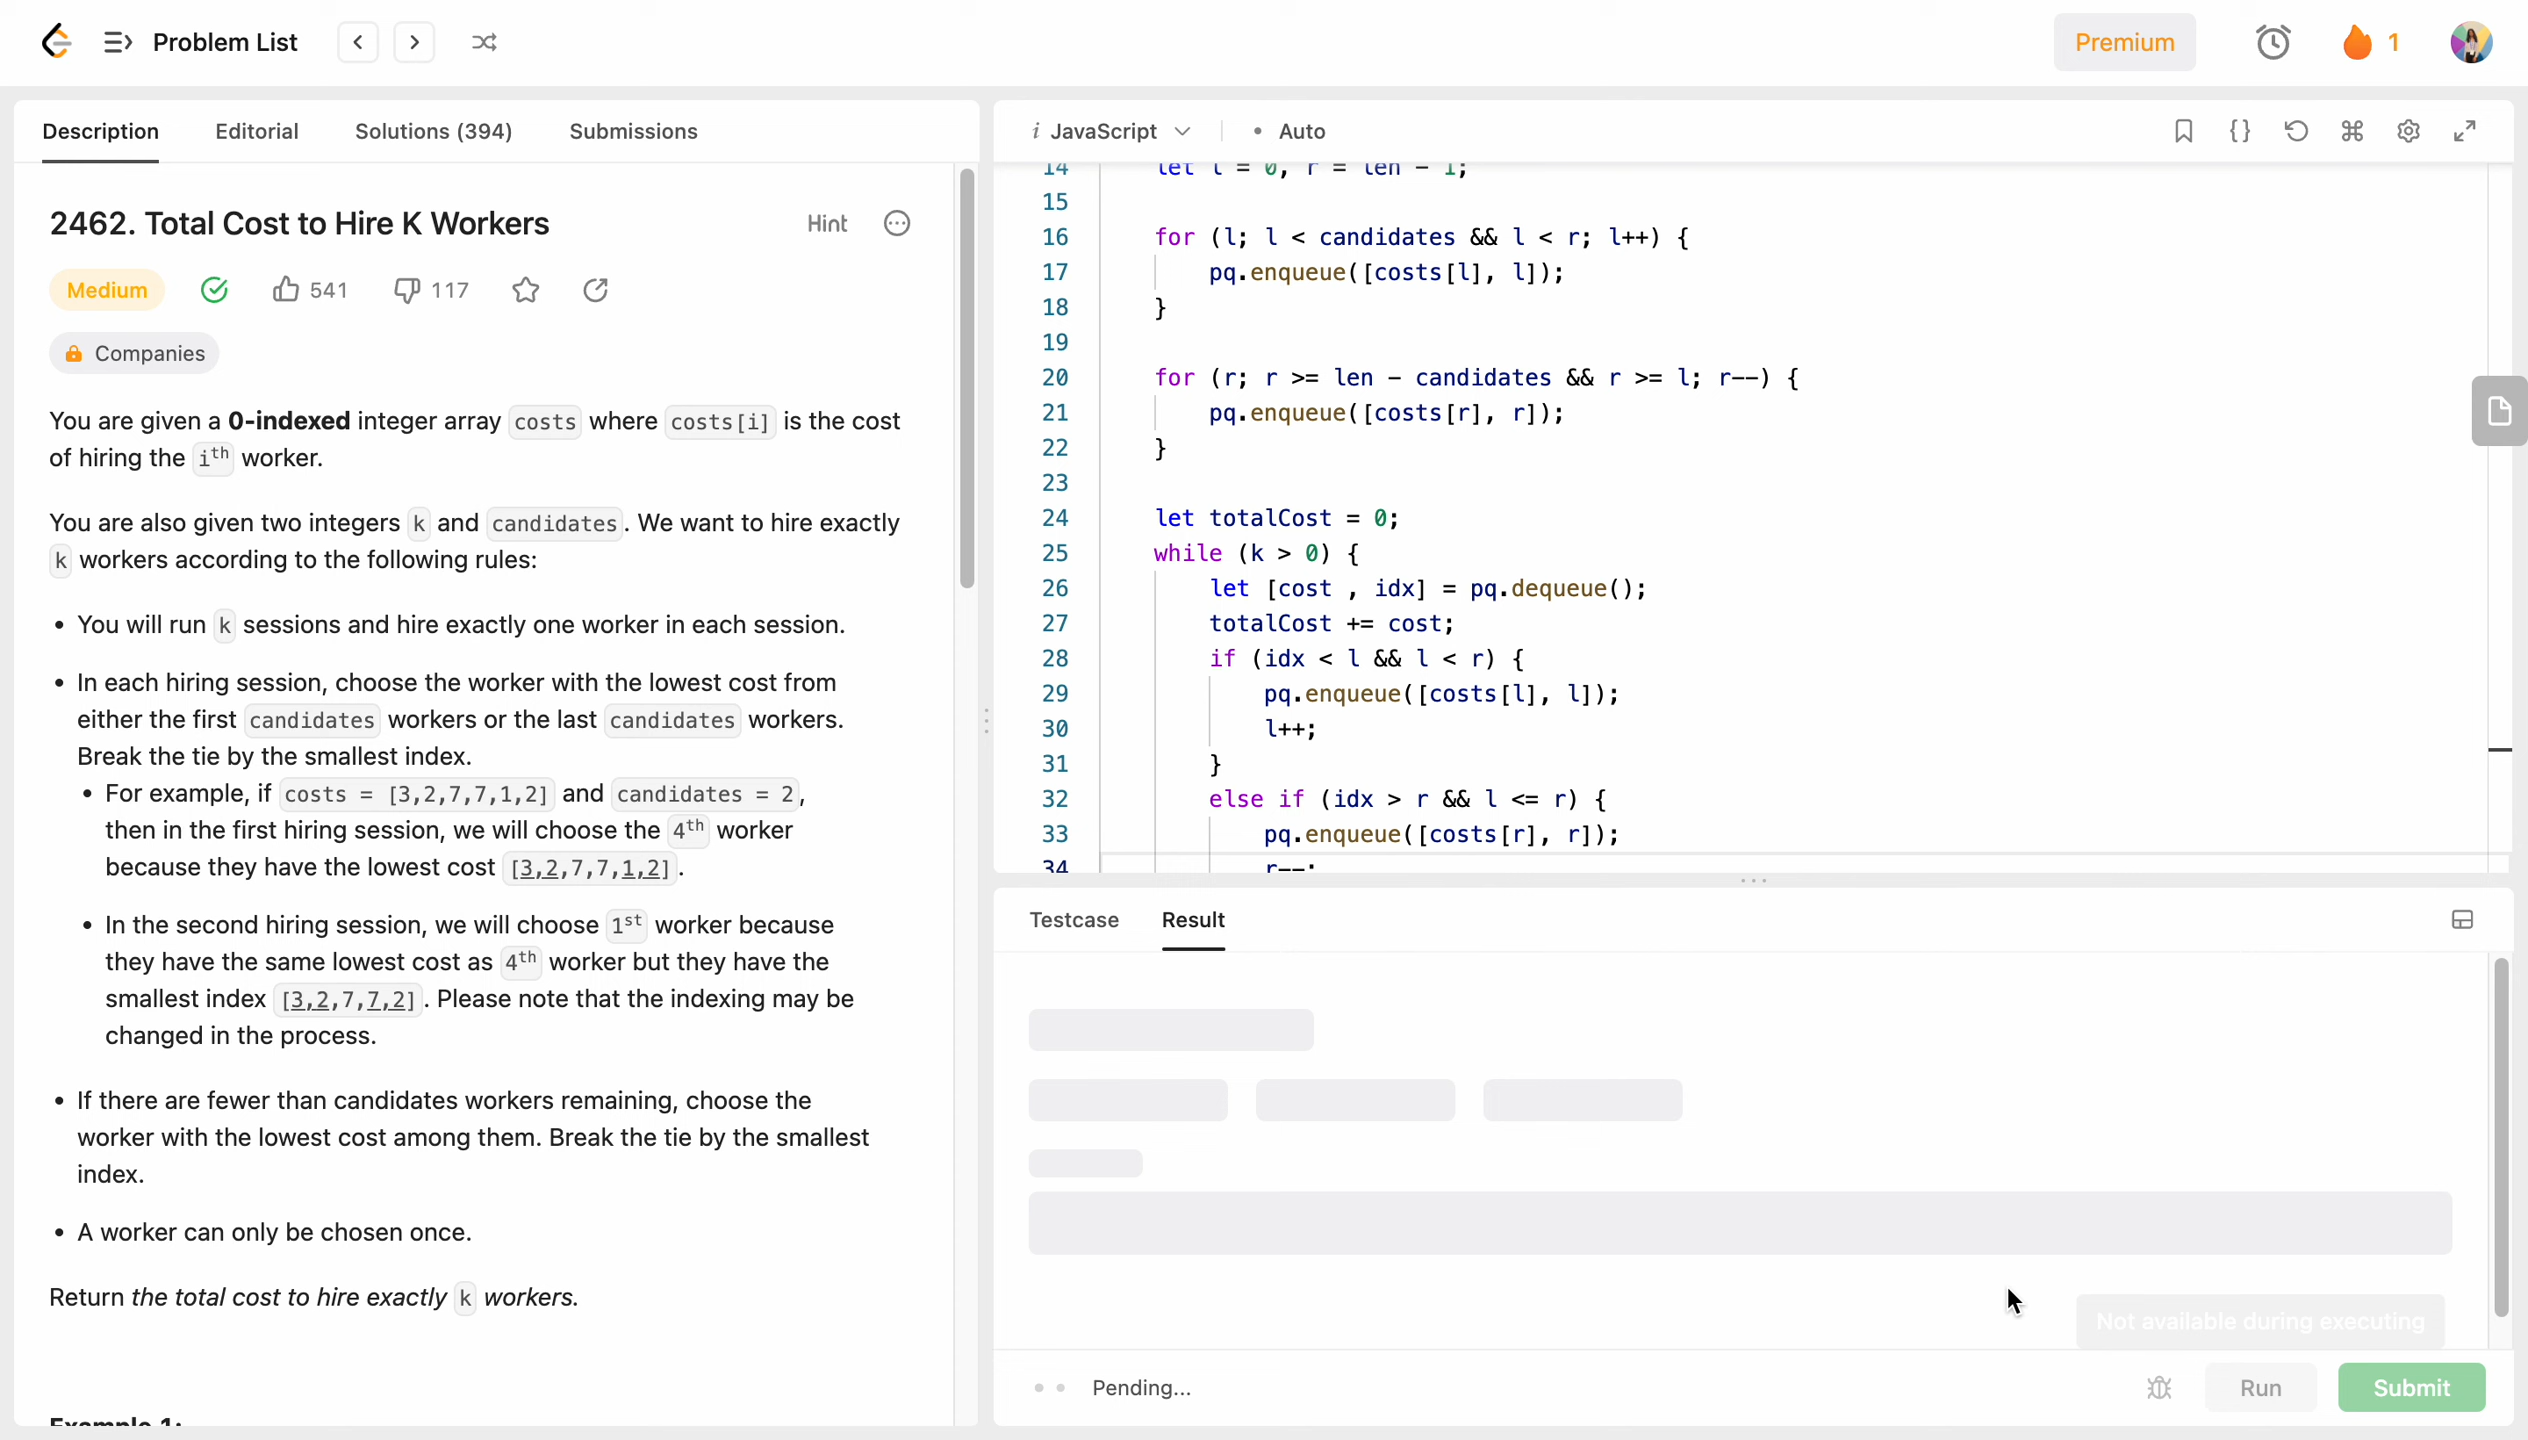 Problem List
Premium
1
Description Editorial Solutions (394) Submissions
2462. Total Cost to Hire K Workers
Hint
Medium 541 117
Companies
You are given a 0-indexed integer array costs where costs[i] is the cost
of hiring the ith worker.
You are also given two integers k and candidates. We want to hire exactly
k workers according to the following rules:
• You will run k sessions and hire exactly one worker in each session.
• In each hiring session, choose the worker with the lowest cost from
either the first candidates workers or the last candidates workers.
Break the tie by the smallest index.
• For example, if costs = [3,2,7,7,1,2] and candidates = 2,
then in the first hiring session, we will choose the 4th worker
because they have the lowest cost [3,2,7,7,1,2].
• In the second hiring session, we will choose 1st worker because
they have the same lowest cost as 4th worker but they have the
smallest index [3,2,7,7,2]. Please note that the indexing may be
changed in the process.
• If there are fewer than candidates workers remaining, choose the
worker with the lowest cost among them. Break the tie by the smallest
index.
• A worker can only be chosen once.
Return the total cost to hire exactly k workers.
Example 1:
i JavaScript • Auto
14 let l = 0, r = len - 1;
15
16 for (l; l < candidates && l < r; l++) {
17 pq.enqueue([costs[l], l]);
18 }
19
20 for (r; r >= len - candidates && r >= l; r--) {
21 pq.enqueue([costs[r], r]);
22 }
23
24 let totalCost = 0;
25 while (k > 0) {
26 let [cost , idx] = pq.dequeue();
27 totalCost += cost;
28 if (idx < l && l < r) {
29 pq.enqueue([costs[l], l]);
30 l++;
31 }
32 else if (idx > r && l <= r) {
33 pq.enqueue([costs[r], r]);
34 r--;
Testcase Result
Not available during executing
Pending...
Run Submit